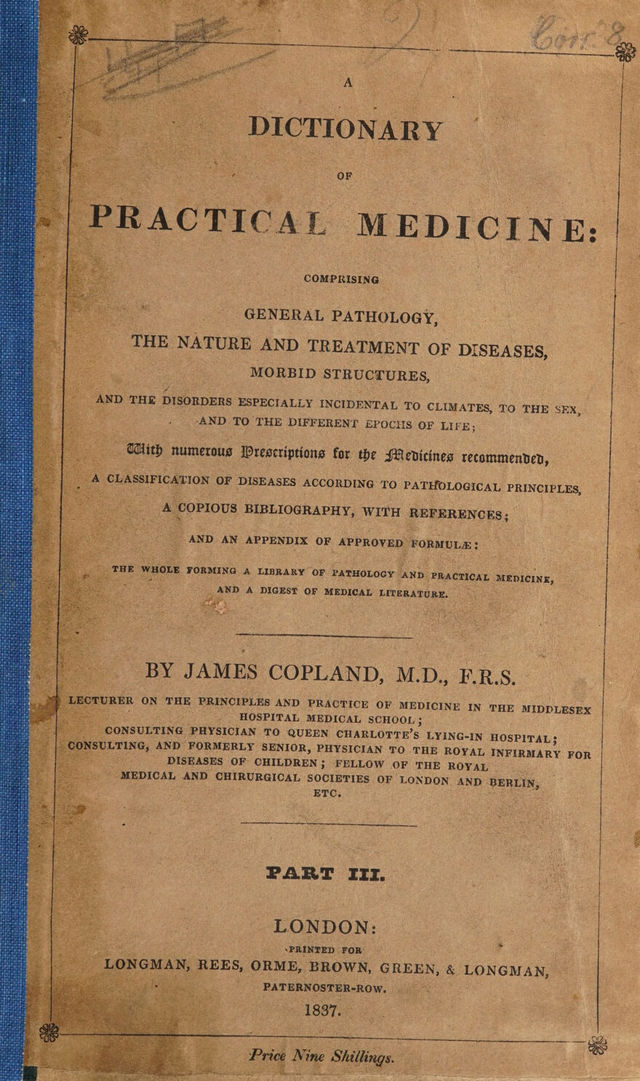 Corr. 8
A
DICTIONARY
OF
PRACTICAL MEDICINE:
COMPRISING
GENERAL PATHOLOGY,
THE NATURE AND TREATMENT OF DISEASES,
MORBID STRUCTURES,
AND THE DISORDERS ESPECIALLY INCIDENTAL TO CLIMATES, TO THE SEX,
AND TO THE DIFFERENT EPOCHS OF LIFE;
With numerous Prescriptions for the Medicines recommended,
A CLASSIFICATION OF DISEASES ACCORDING TO PATHOLOGICAL PRINCIPLES,
A COPIOUS BIBLIOGRAPHY, WITH REFERENCES;
AND AN APPENDIX OF APPROVED FORMULÆ:
THE WHOLE FORMING A LIBRARY OF PATHOLOGY AND PRACTICAL MEDICINE,
AND A DIGEST OF MEDICAL LITERATURE.
BY JAMES COPLAND, M.D., F.R.S.
LECTURER ON THE PRINCIPLES AND PRACTICE OF MEDICINE IN THE MIDDLESEX
HOSPITAL MEDICAL SCHOOL;
CONSULTING PHYSICIAN TO QUEEN CHARLOTTE'S LYING-IN HOSPITAL;
CONSULTING, AND FORMERLY SENIOR, PHYSICIAN TO THE ROYAL INFIRMARY FOR
DISEASES OF CHILDREN; FELLOW OF THE ROYAL
MEDICAL AND CHIRURGICAL SOCIETIES OF LONDON AND BERLIN,
ETC.
PART III.
LONDON:
PRINTED FOR
LONGMAN, REES, ORME, BROWN, GREEN, & LONGMAN,
PATERNOSTER-ROW.
1837.
Price Nine Shillings.